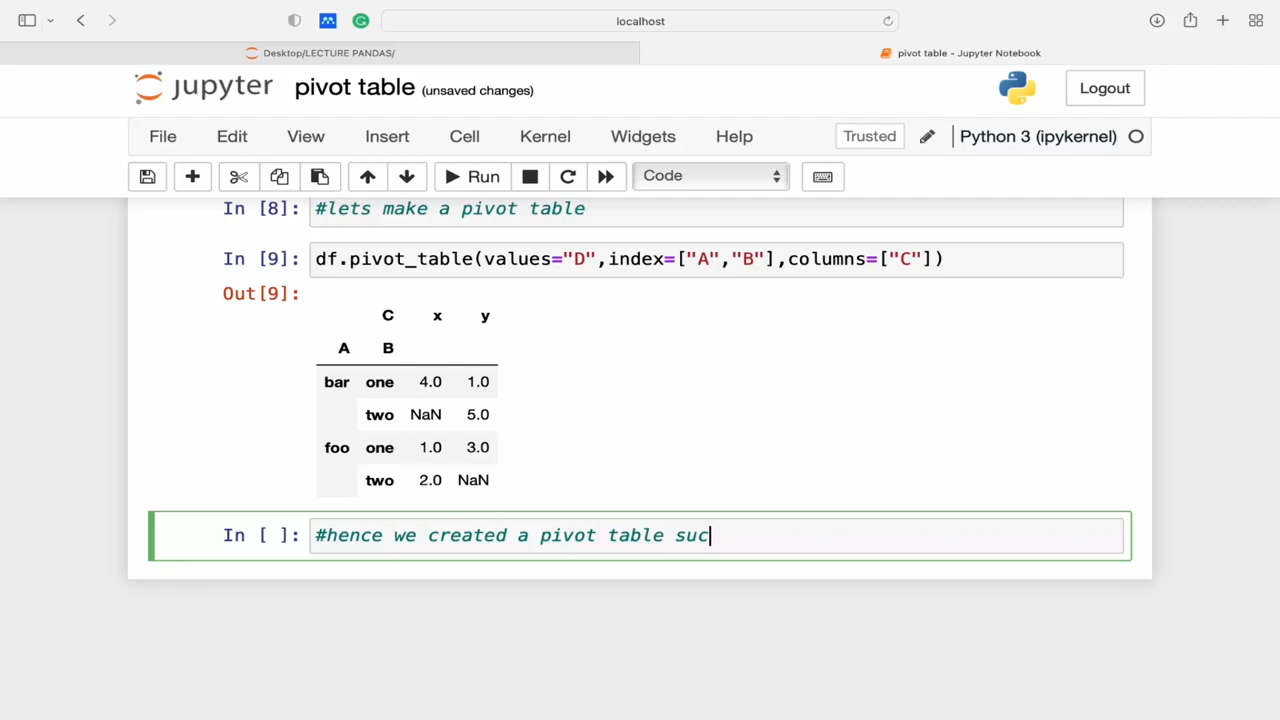 localhost
Desktop/LECTURE PANDAS/
pivot table - Jupyter Notebook
jupyter pivot table (unsaved changes)
Logout
File Edit View Insert Cell Kernel Widgets Help
Trusted Python 3 (ipykernel)
Run Code
In [8]: #lets make a pivot table
In [9]: df.pivot_table(values="D",index=["A","B"],columns=["C"])
Out[9]:
C x y
A B
bar one 4.0 1.0
two NaN 5.0
foo one 1.0 3.0
two 2.0 NaN
In [ ]: #hence we created a pivot table suc